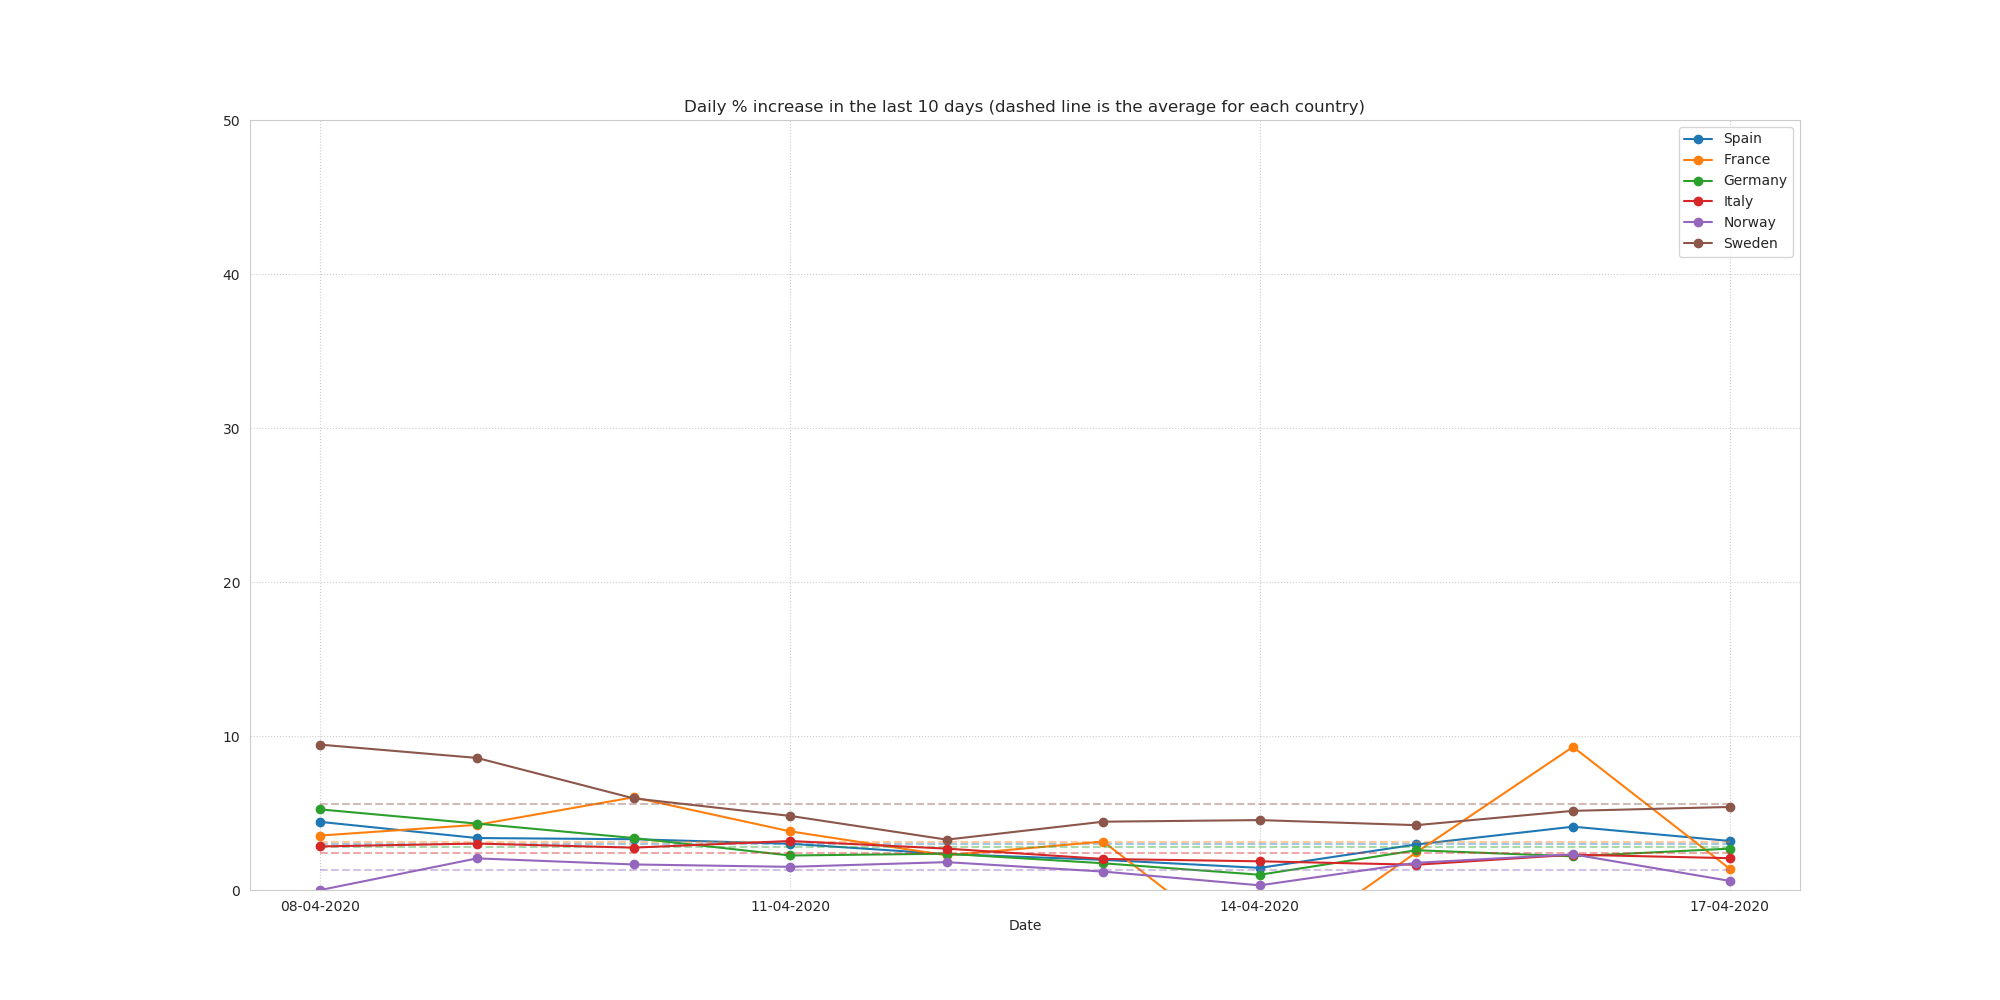 Daily % increase in the last 10 days (dashed line is the average for each country)
50
40
30
20
10
0
Spain
France
Germany
Italy
Norway
Sweden
08-04-2020 11-04-2020 14-04-2020 17-04-2020
Date